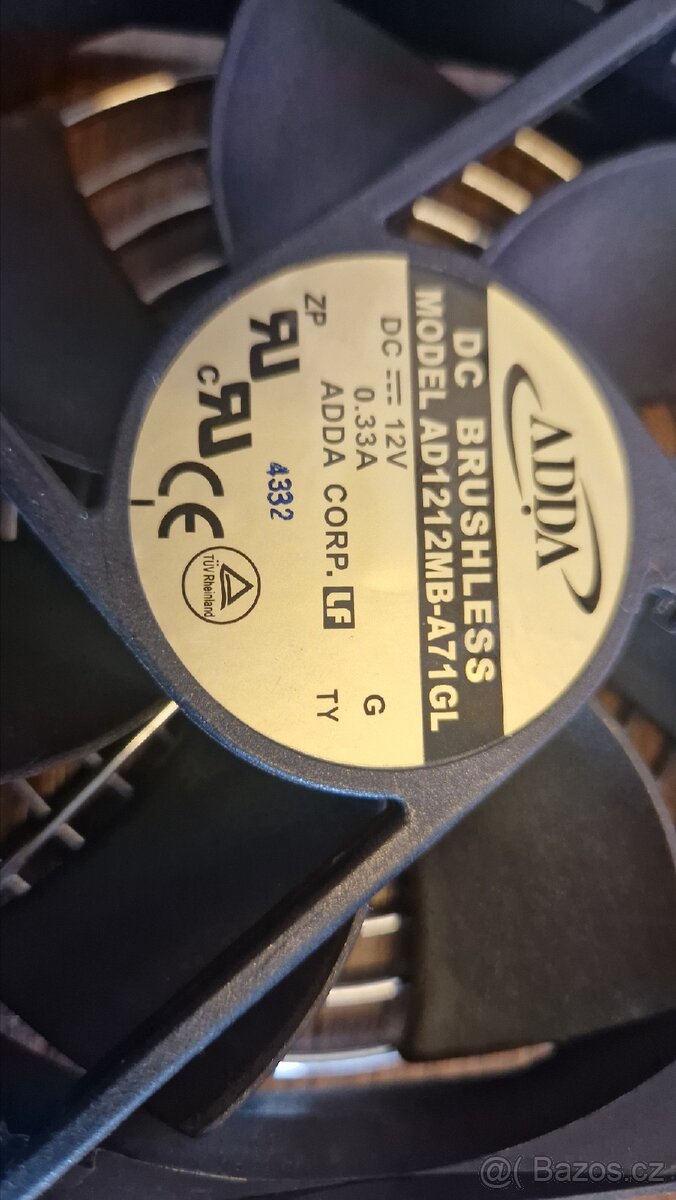 ADDA
DC BRUSHLESS
MODEL AD1212MB-A71GL
DC ⎓ 12V
0.33A G
ADDA CORP. LF TY
ZP
4332
c
CE
TÜV Rheinland
@( Bazos.cz